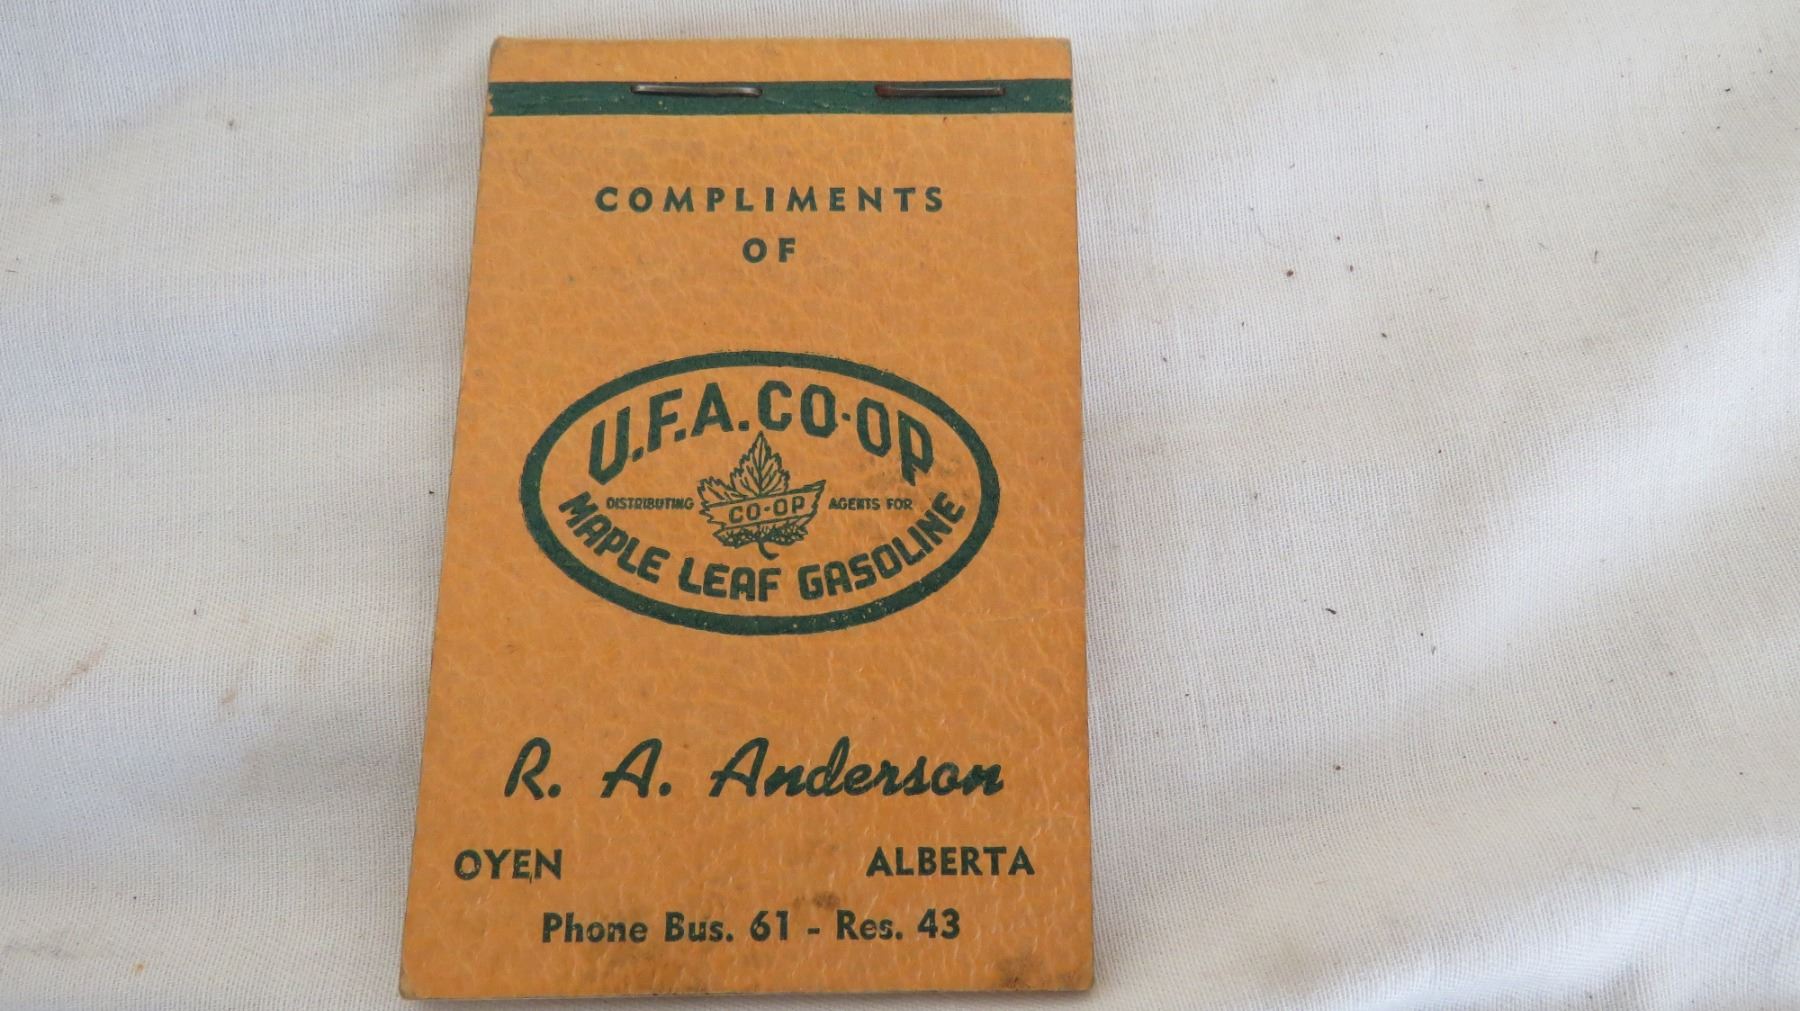 COMPLIMENTS
OF
U.F.A. CO-OP
DISTRIBUTING CO-OP AGENTS FOR
MAPLE LEAF GASOLINE
R. A. Anderson
OYEN ALBERTA
Phone Bus. 61 - Res. 43